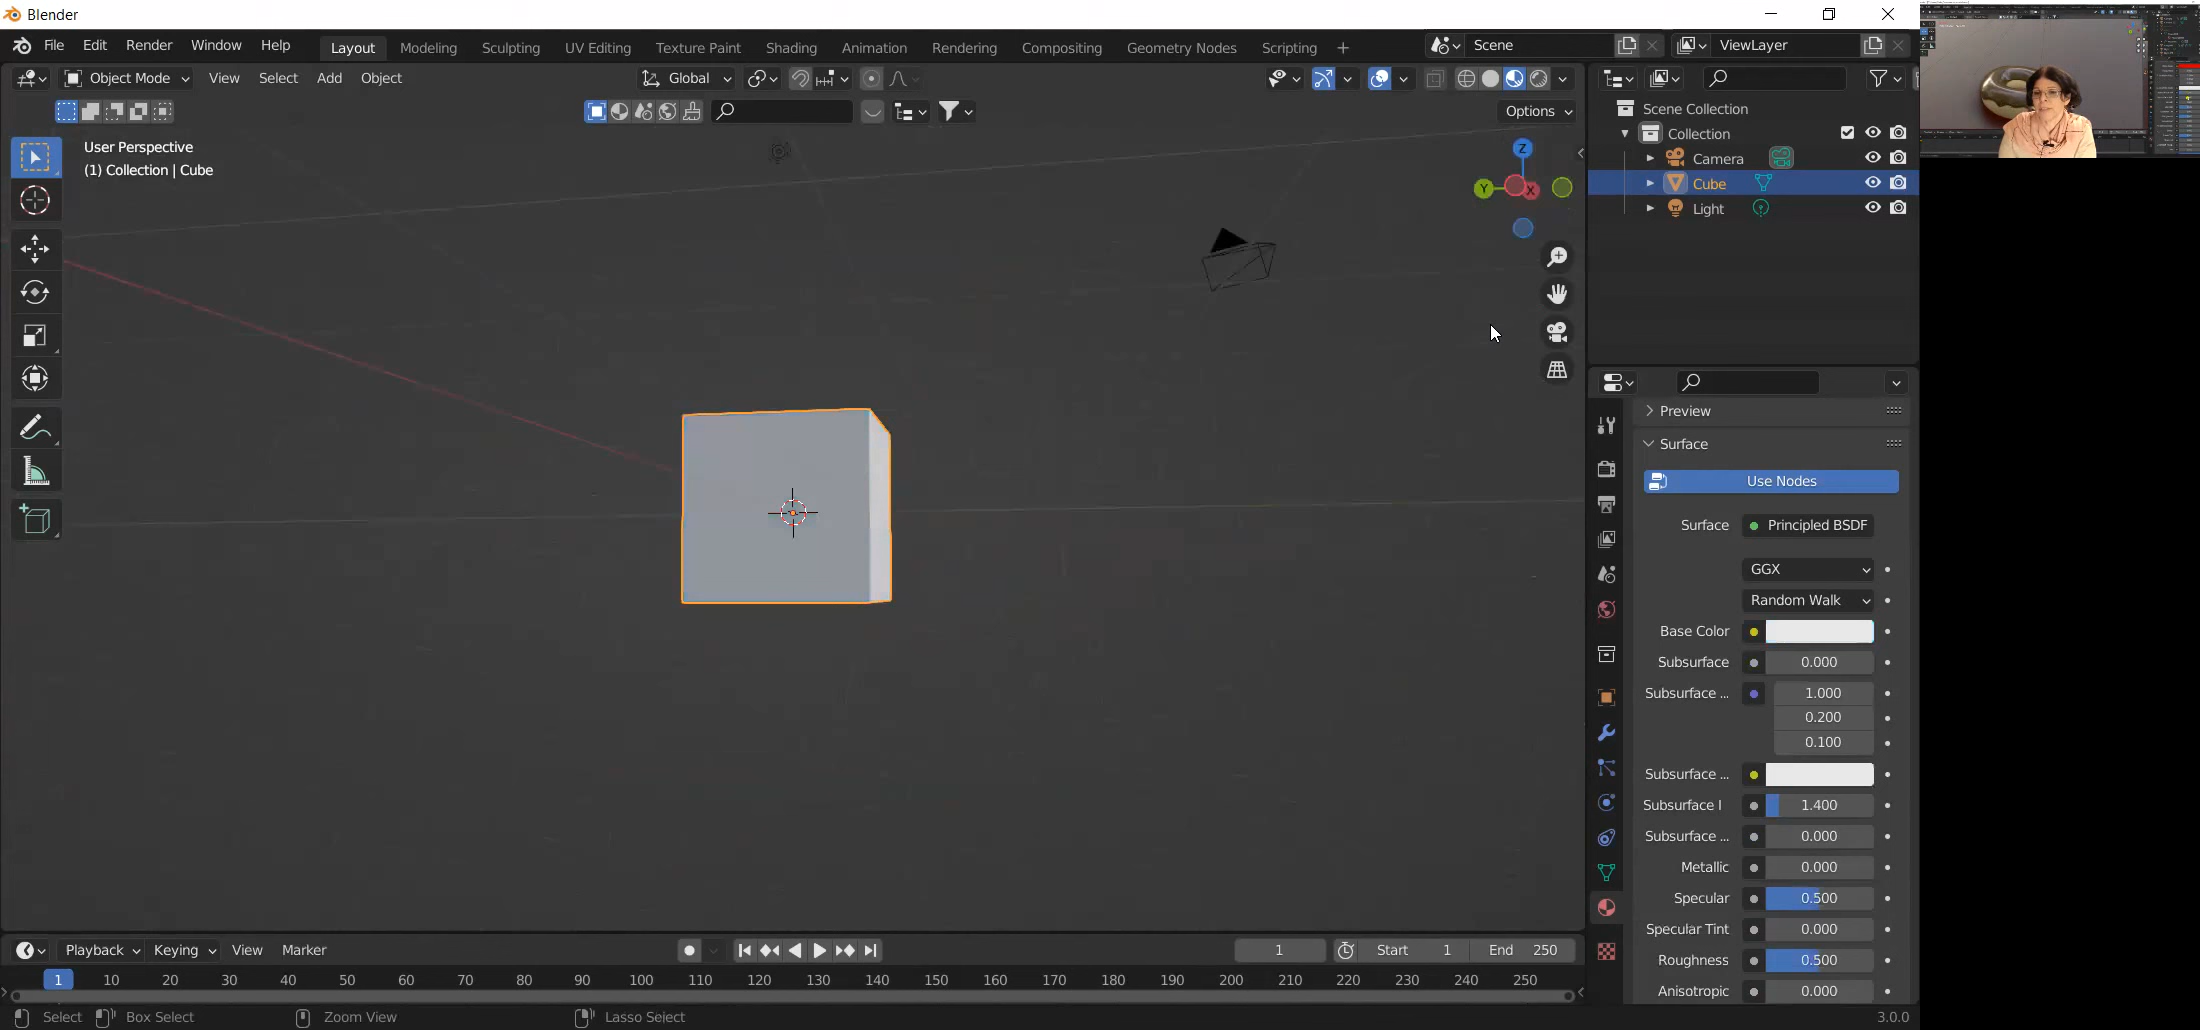 Blender
File Edit Render Window Help Layout Modeling Sculpting UV Editing Texture Paint Shading Animation Rendering Compositing Geometry Nodes Scripting + Scene ViewLayer
Object Mode View Select Add Object Global
Options
User Perspective
(1) Collection | Cube
Z
Y X
Scene Collection
Collection
Camera
Cube
Light
Preview
Surface
Use Nodes
Surface Principled BSDF
GGX
Random Walk
Base Color
Subsurface 0.000
Subsurface ... 1.000
0.200
0.100
Subsurface ...
Subsurface I 1.400
Subsurface ... 0.000
Metallic 0.000
Specular 0.500
Specular Tint 0.000
Roughness 0.500
Anisotropic 0.000
Playback Keying View Marker 1 Start 1 End 250
1 10 20 30 40 50 60 70 80 90 100 110 120 130 140 150 160 170 180 190 200 210 220 230 240 250
Select Box Select Zoom View Lasso Select 3.0.0